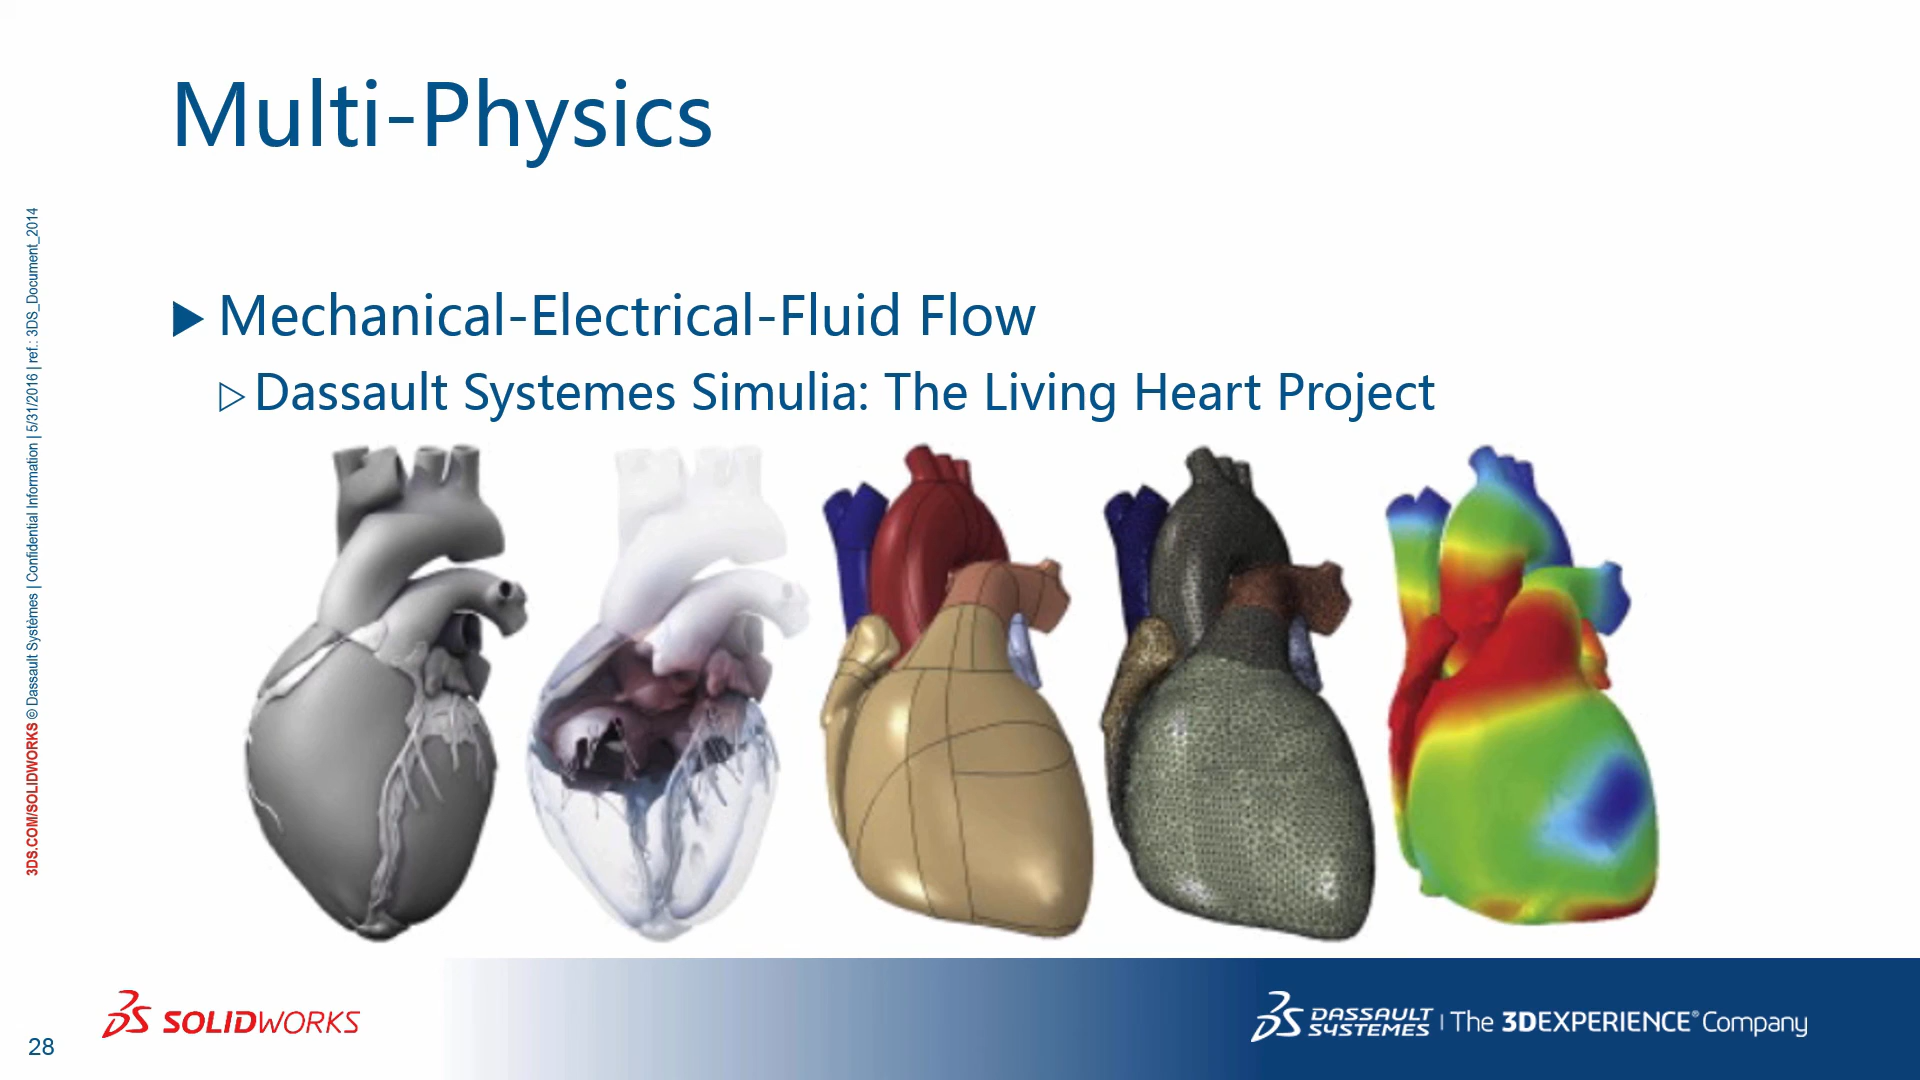 Multi-Physics
Mechanical-Electrical-Fluid Flow
Dassault Systemes Simulia: The Living Heart Project
3DS.COM/SOLIDWORKS © Dassault Systèmes | Confidential Information | 5/31/2016 | ref.: 3DS_Document_2014
28
SOLIDWORKS
DASSAULT SYSTEMES | The 3DEXPERIENCE® Company